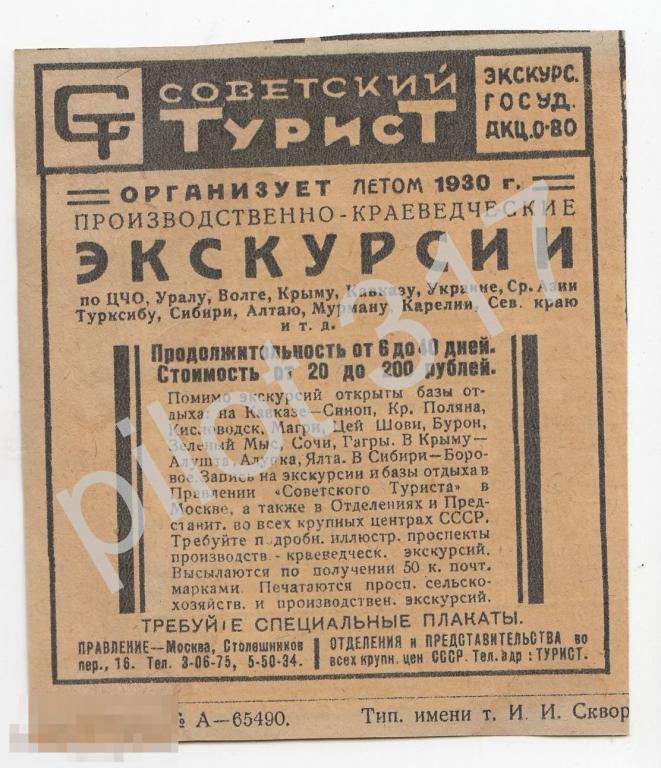 СТ
СОВЕТСКИЙ
ТУРИСТ
ЭКСКУРС.
ГОСУД.
АКЦ.О-ВО
ОРГАНИЗУЕТ ЛЕТОМ 1930 г.
ПРОИЗВОДСТВЕННО-КРАЕВЕДЧЕСКИЕ
ЭКСКУРСИИ
по ЦЧО, Уралу, Волге, Крыму, Кавказу, Украине, Ср. Азии
Турксибу, Сибири, Алтаю, Мурману, Карелии, Сев. краю
и т. д.
Продолжительность от 6 до 40 дней.
Стоимость от 20 до 200 рублей.
Помимо экскурсий открыты базы от-
дыха: на Кавказе—Синоп, Кр. Поляна,
Кисловодск, Магри, Цей Шови, Бурон,
Зеленый Мыс, Сочи, Гагры. В Крыму—
Алушта, Алупка, Ялта. В Сибири—Боро-
вое. Запись на экскурсии и базы отдыха в
Правлении «Советского Туриста» в
Москве, а также в Отделениях и Пред-
ставит. во всех крупных центрах СССР.
Требуйте подробн. иллюстр. проспекты
производств - краеведческ. экскурсий.
Высылаются по получении 50 к. почт.
марками. Печатаются просп. сельско-
хозяйств. и производствен. экскурсий.
ТРЕБУЙТЕ СПЕЦИАЛЬНЫЕ ПЛАКАТЫ.
ПРАВЛЕНИЕ—Москва, Столешников
пер., 16. Тел. 3-06-75, 5-50-34.
ОТДЕЛЕНИЯ и ПРЕДСТАВИТЕЛЬСТВА во
всех крупн. цен СССР. Тел. адр : ТУРИСТ.
№ А—65490.
Тип. имени т. И. И. Сквор
pilot 317